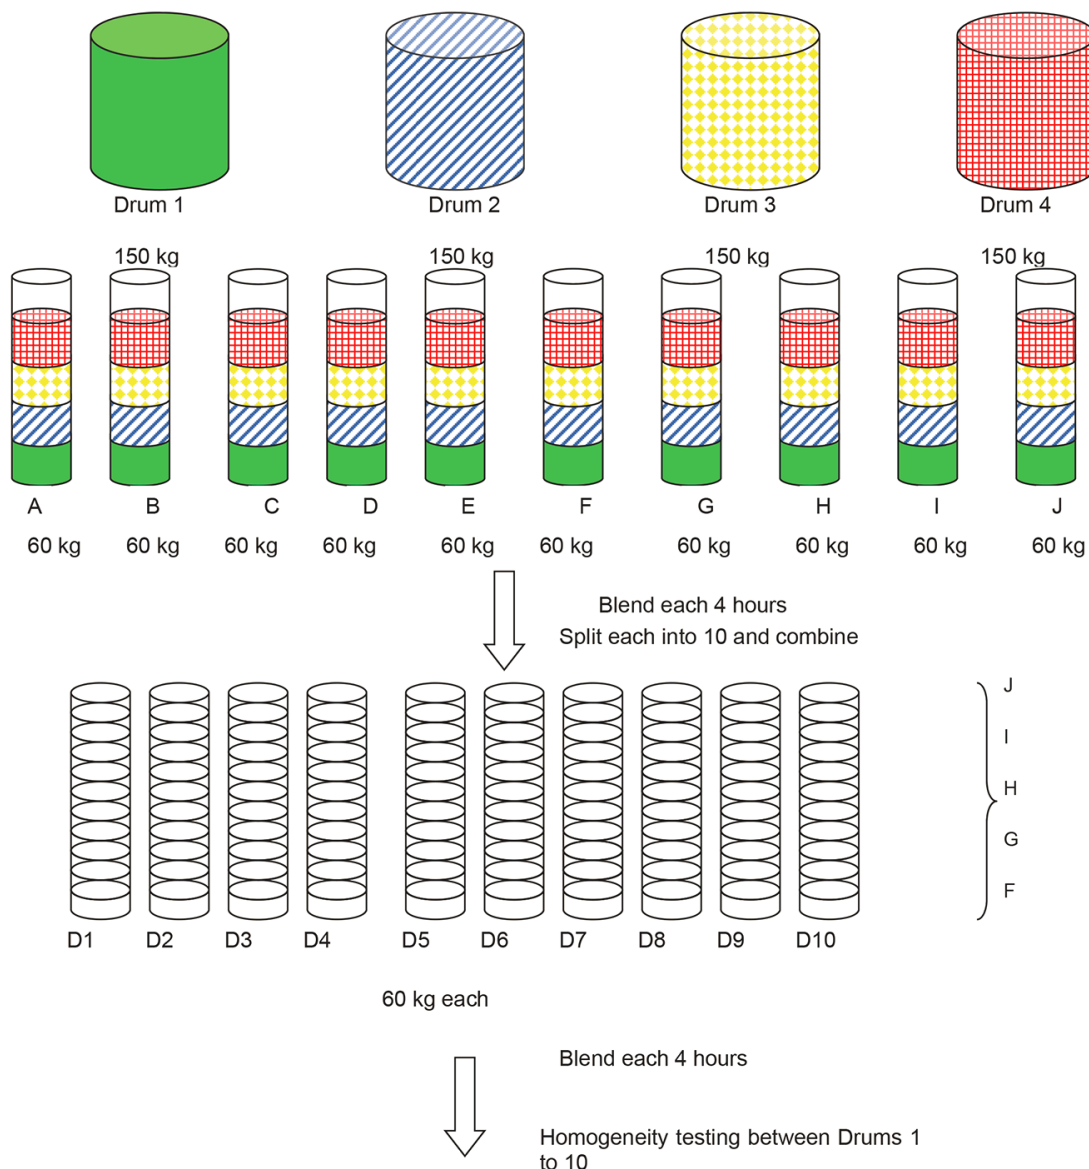 Drum 1 Drum 2 Drum 3 Drum 4
150 kg 150 kg 150 kg 150 kg
A B C D E F G H I J
60 kg 60 kg 60 kg 60 kg 60 kg 60 kg 60 kg 60 kg 60 kg 60 kg
Blend each 4 hours
Split each into 10 and combine
J
I
H
G
F
D1 D2 D3 D4 D5 D6 D7 D8 D9 D10
60 kg each
Blend each 4 hours
Homogeneity testing between Drums 1
to 10